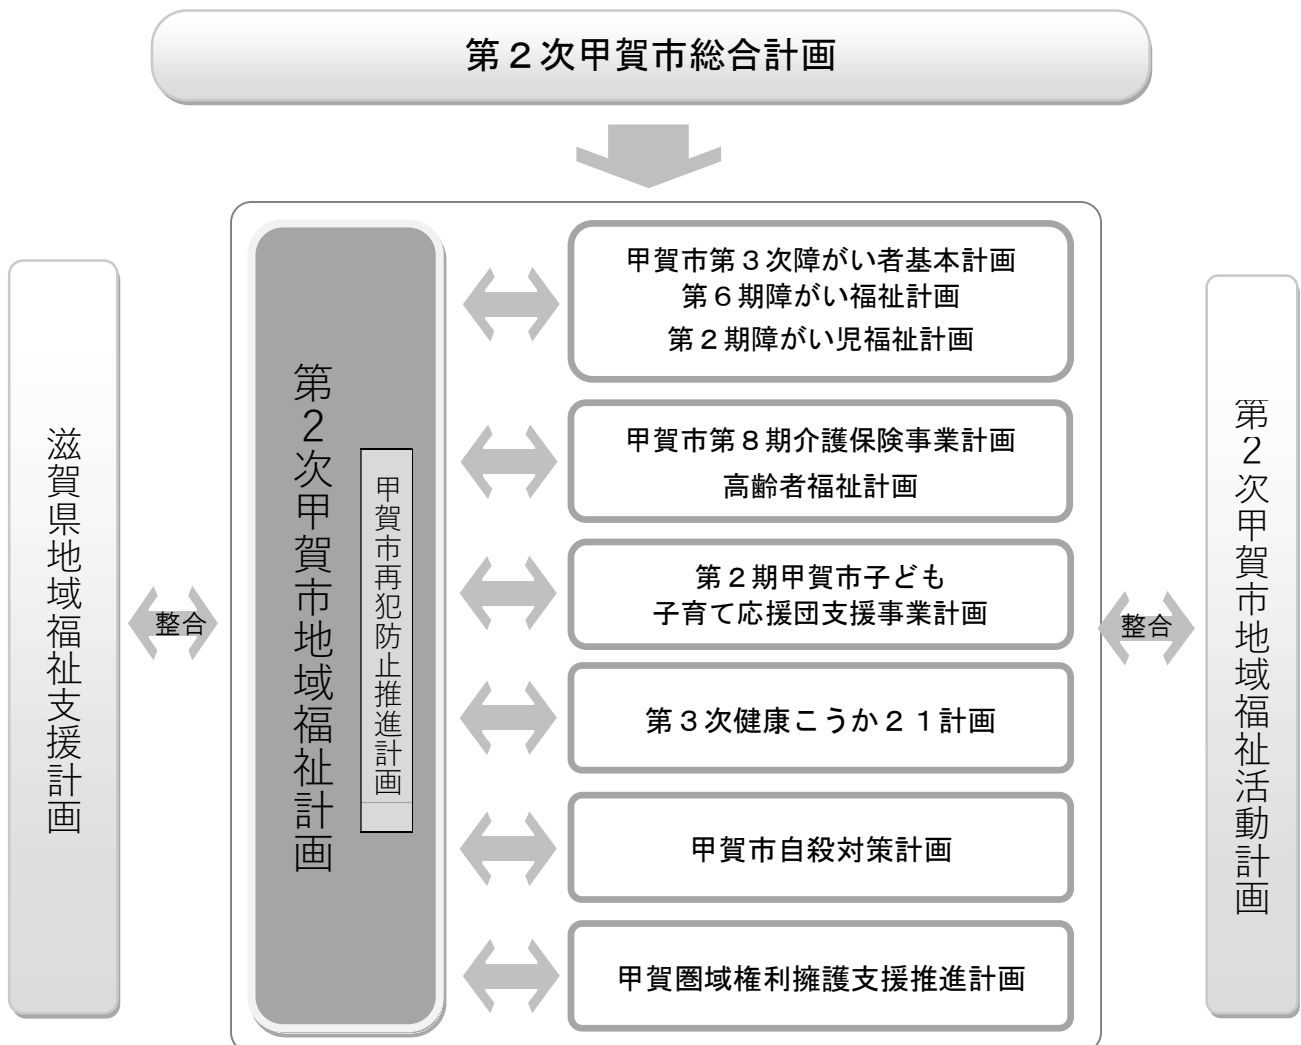 第２次甲賀市総合計画
滋賀県地域福祉支援計画
整合
第２次甲賀市地域福祉計画
甲賀市再犯防止推進計画
甲賀市第３次障がい者基本計画
第６期障がい福祉計画
第２期障がい児福祉計画
甲賀市第８期介護保険事業計画
高齢者福祉計画
第２期甲賀市子ども
子育て応援団支援事業計画
第３次健康こうか２１計画
甲賀市自殺対策計画
甲賀圏域権利擁護支援推進計画
整合
第２次甲賀市地域福祉活動計画